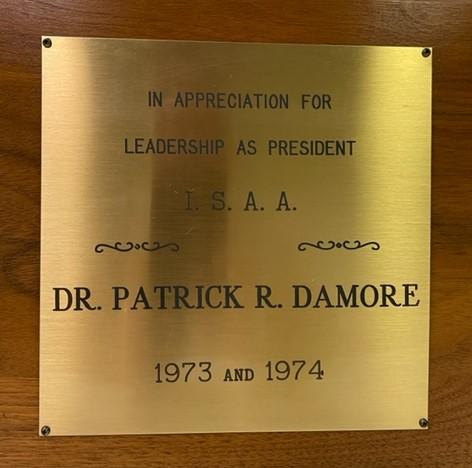 IN APPRECIATION FOR
LEADERSHIP AS PRESIDENT
I. S. A. A.
DR. PATRICK R. DAMORE
1973 AND 1974